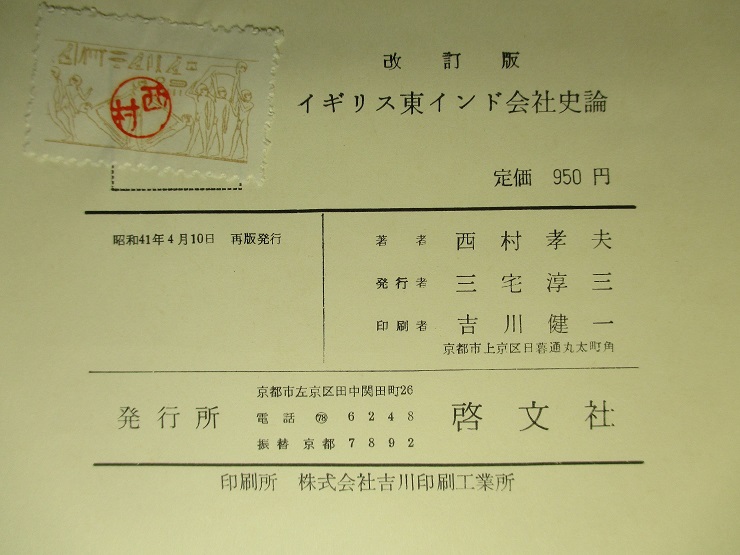 西村
改訂版
イギリス東インド会社史論
定価 950 円
昭和41年4月10日 再版発行
著者 西村孝夫
発行者 三宅淳三
印刷者 吉川健一
京都市上京区日暮通丸太町角
発行所
京都市左京区田中関田町26
電話 ㊆ 6248
振替 京都 7892
啓文社
印刷所 株式会社吉川印刷工業所